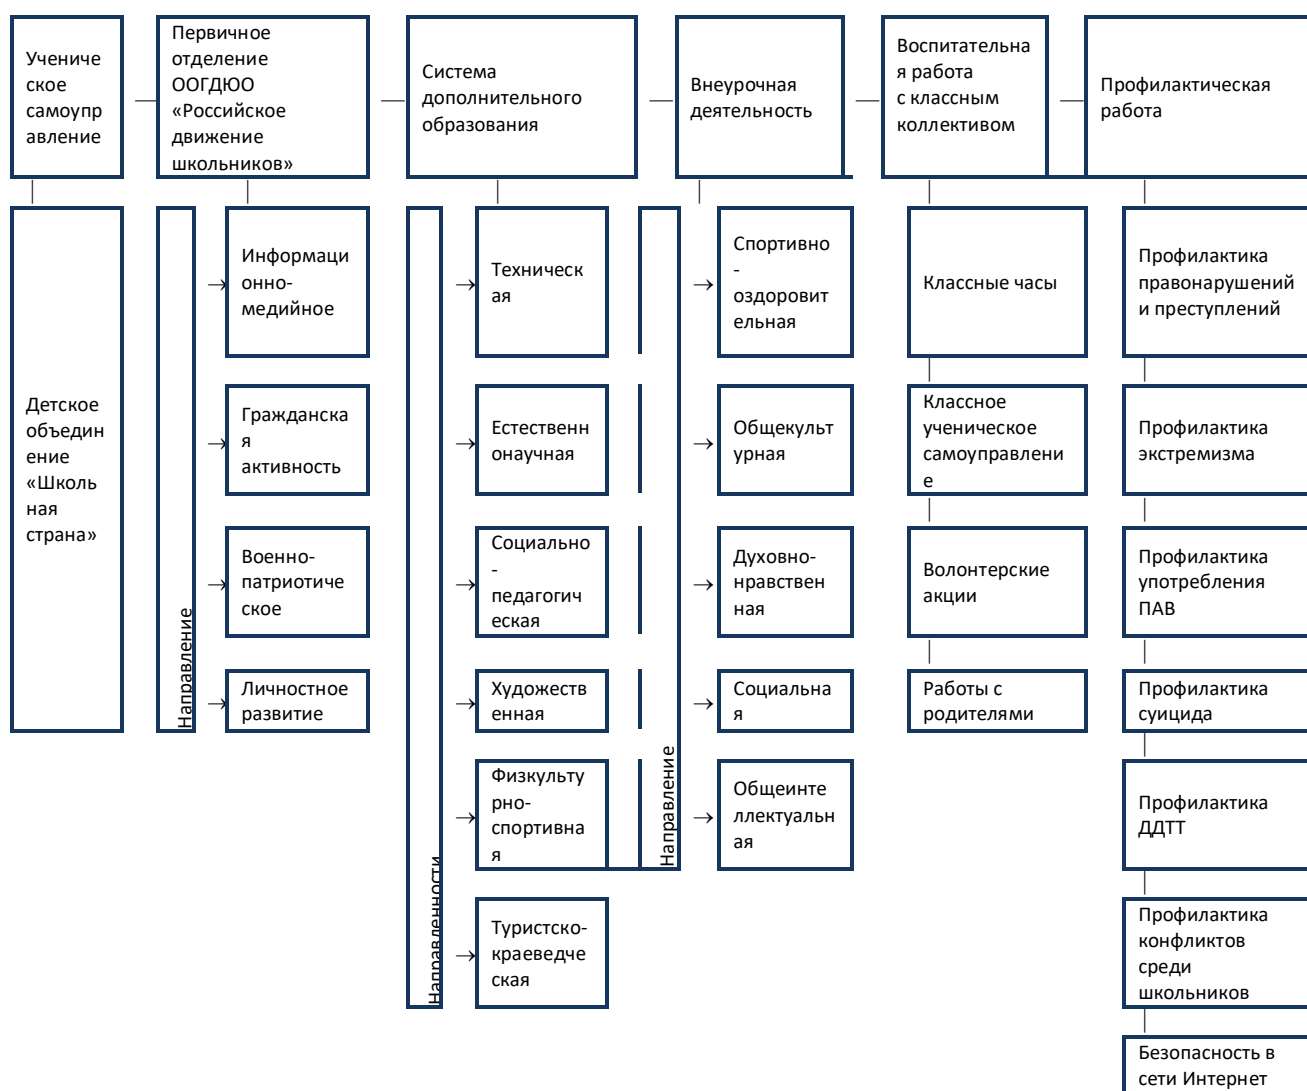 Учениче
ское
самоупр
авление
Первичное
отделение
ООГДЮО
«Российское
движение
школьников»
Система
дополнительного
образования
Внеурочная
деятельность
Воспитательна
я работа
с классным
коллективом
Профилактическая
работа
Детское
объедин
ение
«Школь
ная
страна»
Направление
Информаци
онно-
медийное
Гражданска
я
активность
Военно-
патриотиче
ское
Личностное
развитие
Направленности
Техническ
ая
Естественн
онаучная
Социально
-
педагогич
еская
Художеств
енная
Физкульту
рно-
спортивна
я
Туристско-
краеведче
ская
Направление
Спортивно
-
оздоровит
ельная
Общекульт
урная
Духовно-
нравствен
ная
Социальна
я
Общеинте
ллектуальн
ая
Классные часы
Классное
ученическое
самоуправлени
е
Волонтерские
акции
Работы с
родителями
Профилактика
правонарушений
и преступлений
Профилактика
экстремизма
Профилактика
употребления
ПАВ
Профилактика
суицида
Профилактика
ДДТТ
Профилактика
конфликтов
среди
школьников
Безопасность в
сети Интернет